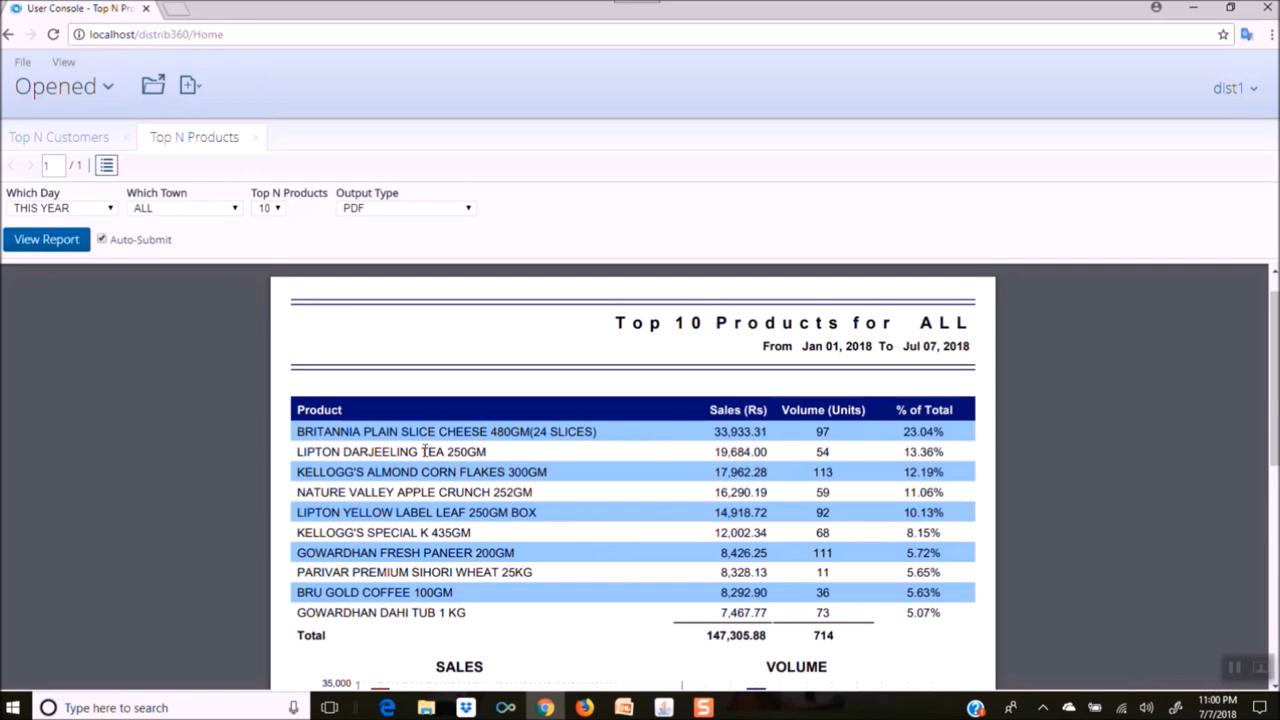 User Console - Top N Pro
localhost/distrib360/Home
File View
Opened
dist1
Top N Customers × Top N Products ×
1 / 1
Which Day Which Town Top N Products Output Type
THIS YEAR ALL 10 PDF
View Report Auto-Submit
Top 10 Products for ALL
From Jan 01, 2018 To Jul 07, 2018
Product Sales (Rs) Volume (Units) % of Total
BRITANNIA PLAIN SLICE CHEESE 480GM(24 SLICES) 33,933.31 97 23.04%
LIPTON DARJEELING TEA 250GM 19,684.00 54 13.36%
KELLOGG'S ALMOND CORN FLAKES 300GM 17,962.28 113 12.19%
NATURE VALLEY APPLE CRUNCH 252GM 16,290.19 59 11.06%
LIPTON YELLOW LABEL LEAF 250GM BOX 14,918.72 92 10.13%
KELLOGG'S SPECIAL K 435GM 12,002.34 68 8.15%
GOWARDHAN FRESH PANEER 200GM 8,426.25 111 5.72%
PARIVAR PREMIUM SIHORI WHEAT 25KG 8,328.13 11 5.65%
BRU GOLD COFFEE 100GM 8,292.90 36 5.63%
GOWARDHAN DAHI TUB 1 KG 7,467.77 73 5.07%
Total 147,305.88 714
SALES VOLUME
35,000
Type here to search
11:00 PM
7/7/2018